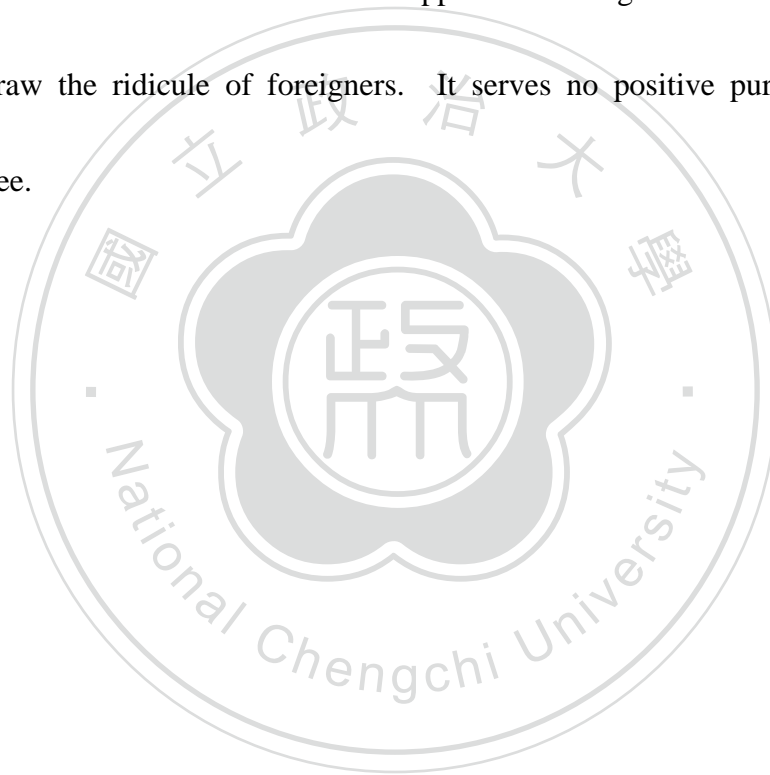 raw the ridicule of foreigners. It serves no positive pur
ee.
國立政治大學
National Chengchi University